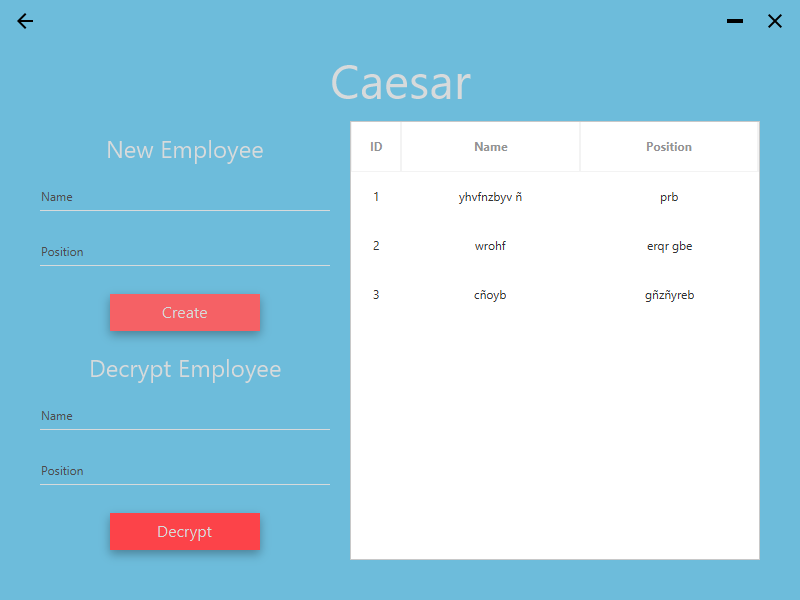 Caesar
New Employee
Name
Position
Create
Decrypt Employee
Name
Position
Decrypt
ID Name Position
1 yhvfnzbyv ñ prb
2 wrohf erqr gbe
3 cñoyb gñzñyreb